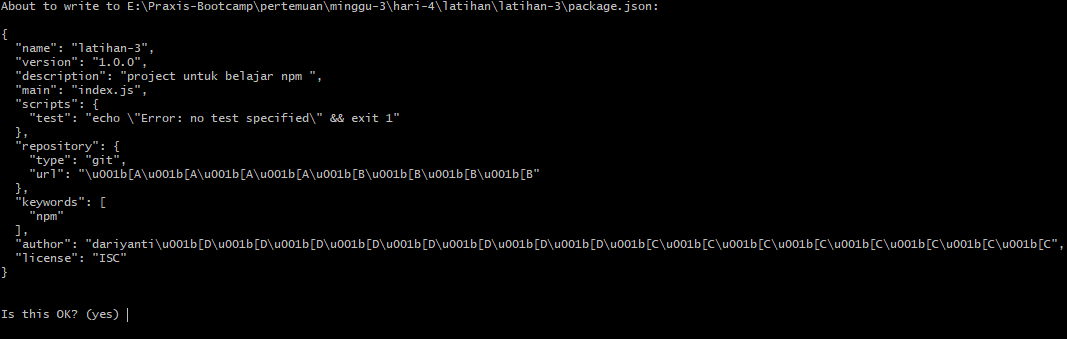 About to write to E:\Praxis-Bootcamp\pertemuan\minggu-3\hari-4\latihan\latihan-3\package.json:
{
"name": "latihan-3",
"version": "1.0.0",
"description": "project untuk belajar npm ",
"main": "index.js",
"scripts": {
"test": "echo \"Error: no test specified\" && exit 1"
},
"repository": {
"type": "git",
"url": "\u001b[A\u001b[A\u001b[A\u001b[A\u001b[B\u001b[B\u001b[B\u001b[B"
},
"keywords": [
"npm"
],
"author": "dariyanti\u001b[D\u001b[D\u001b[D\u001b[D\u001b[D\u001b[D\u001b[D\u001b[D\u001b[C\u001b[C\u001b[C\u001b[C\u001b[C\u001b[C\u001b[C\u001b[C",
"license": "ISC"
}
Is this OK? (yes)